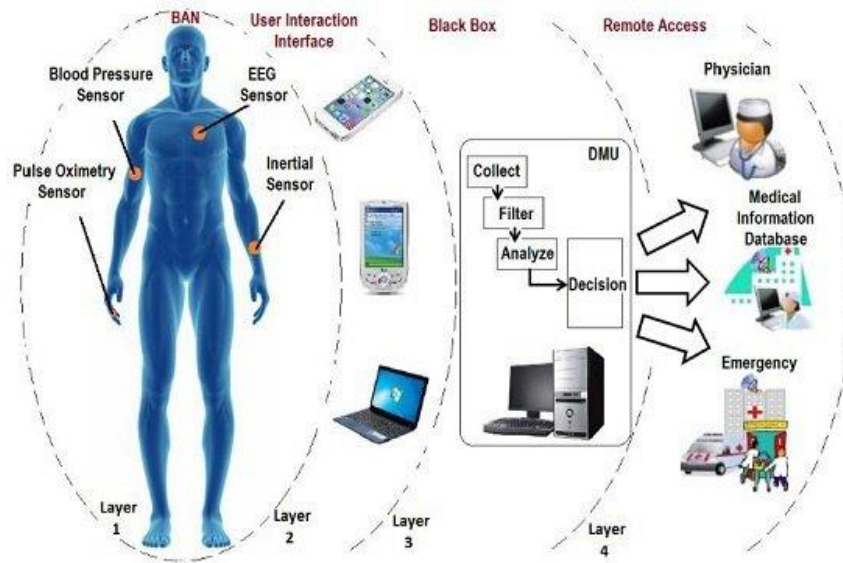 BAN
User Interaction
Interface
Black Box
Remote Access
Blood Pressure
Sensor
EEG
Sensor
Pulse Oximetry
Sensor
Inertial
Sensor
DMU
Collect
Filter
Analyze
Decision
Physician
Medical
Information
Database
Emergency
Layer
1
Layer
2
Layer
3
Layer
4